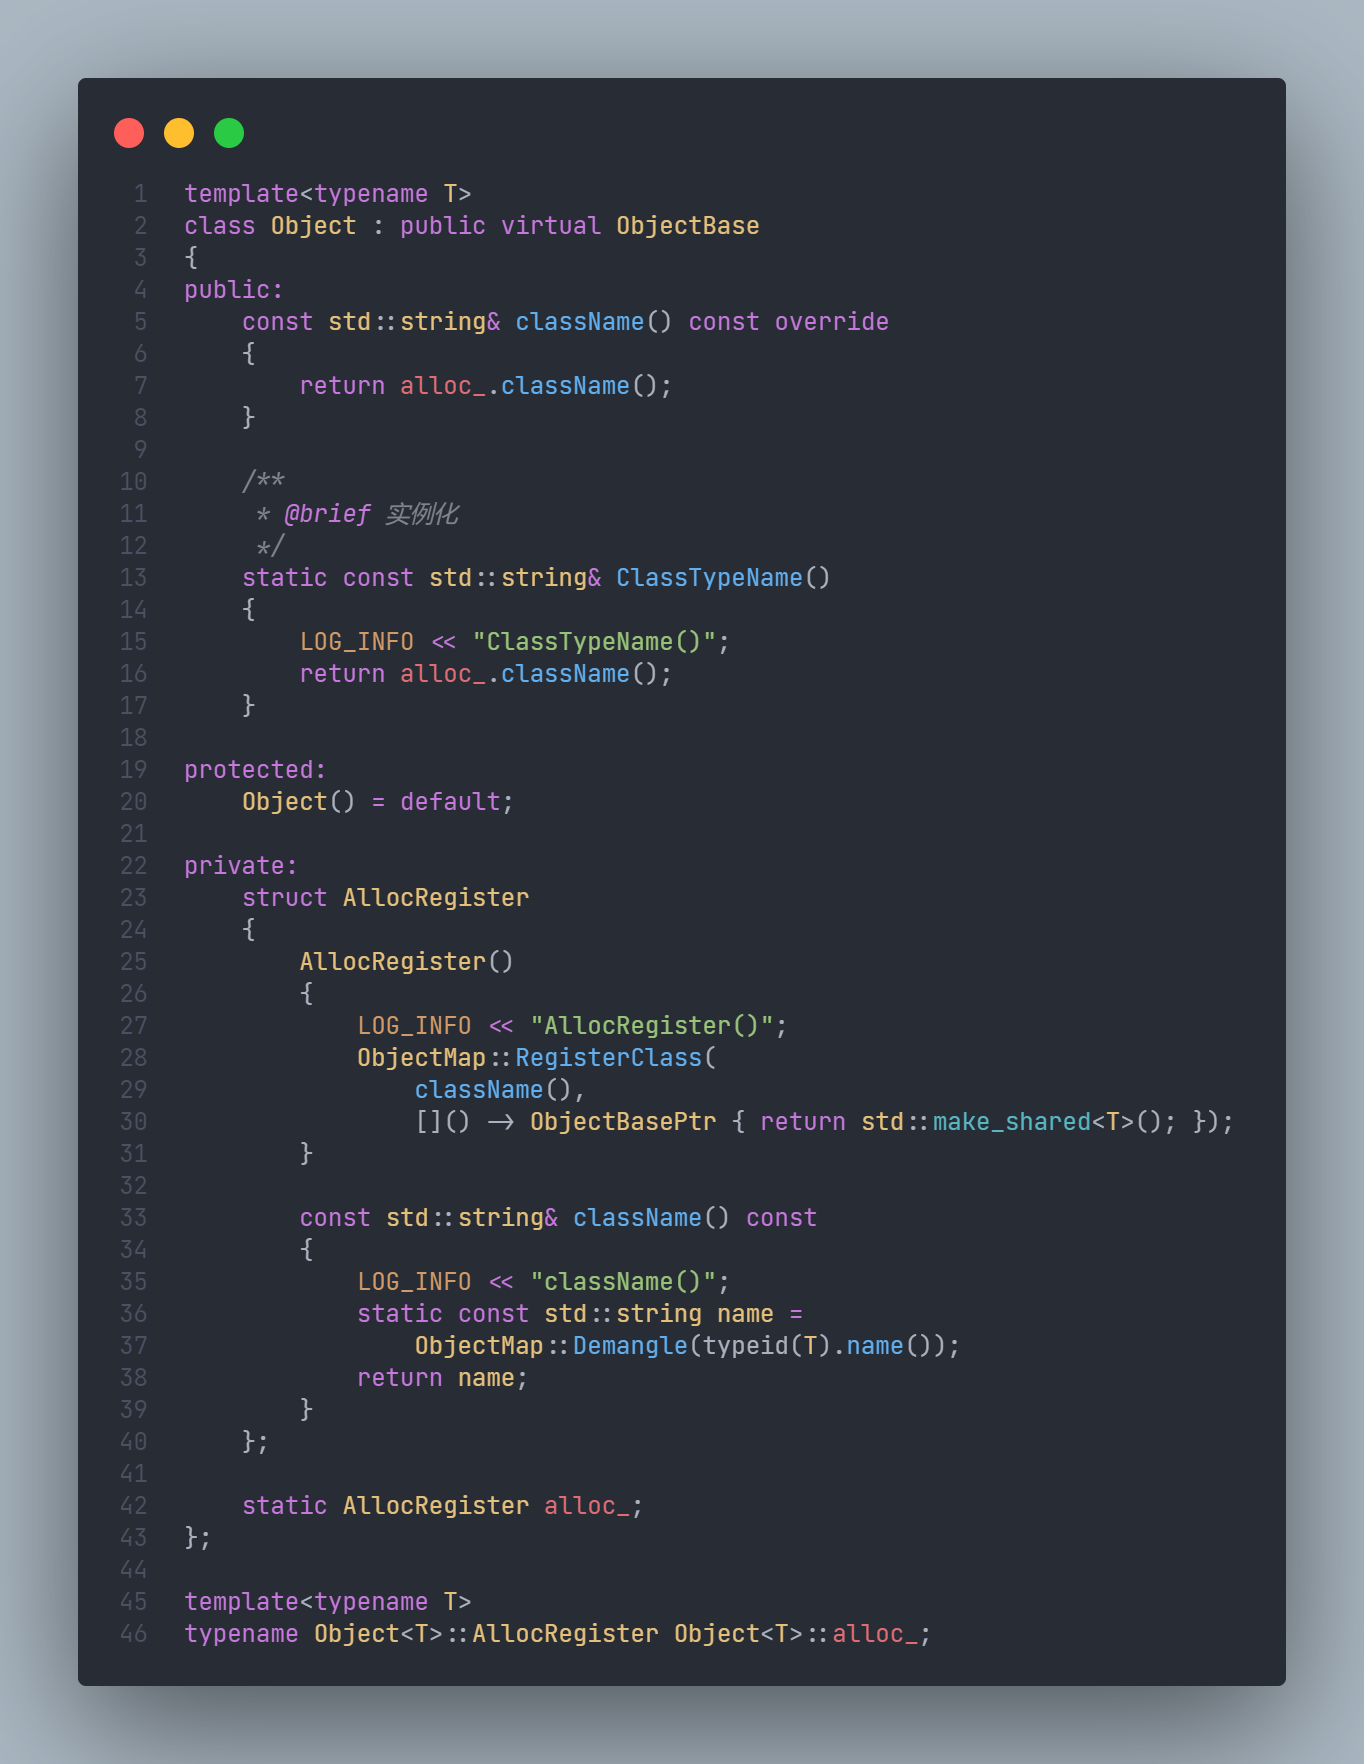 1 template<typename T>
2 class Object : public virtual ObjectBase
3 {
4 public:
5     const std::string& className() const override
6     {
7         return alloc_.className();
8     }
9
10     /**
11      * @brief 实例化
12      */
13     static const std::string& ClassTypeName()
14     {
15         LOG_INFO << "ClassTypeName()";
16         return alloc_.className();
17     }
18
19 protected:
20     Object() = default;
21
22 private:
23     struct AllocRegister
24     {
25         AllocRegister()
26         {
27             LOG_INFO << "AllocRegister()";
28             ObjectMap::RegisterClass(
29                 className(),
30                 []() -> ObjectBasePtr { return std::make_shared<T>(); });
31         }
32
33         const std::string& className() const
34         {
35             LOG_INFO << "className()";
36             static const std::string name =
37                 ObjectMap::Demangle(typeid(T).name());
38             return name;
39         }
40     };
41
42     static AllocRegister alloc_;
43 };
44
45 template<typename T>
46 typename Object<T>::AllocRegister Object<T>::alloc_;